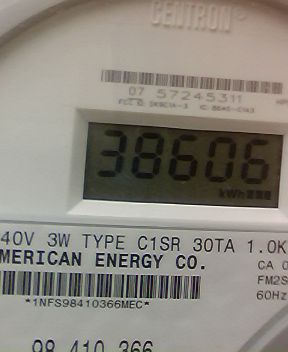 CENTRON®
07 57245311
38606
kWh
40V 3W TYPE C1SR 30TA 1.0K
MERICAN ENERGY CO.
CA 0
FM2S
60Hz
*1NFS98410366MEC*
98 410 366